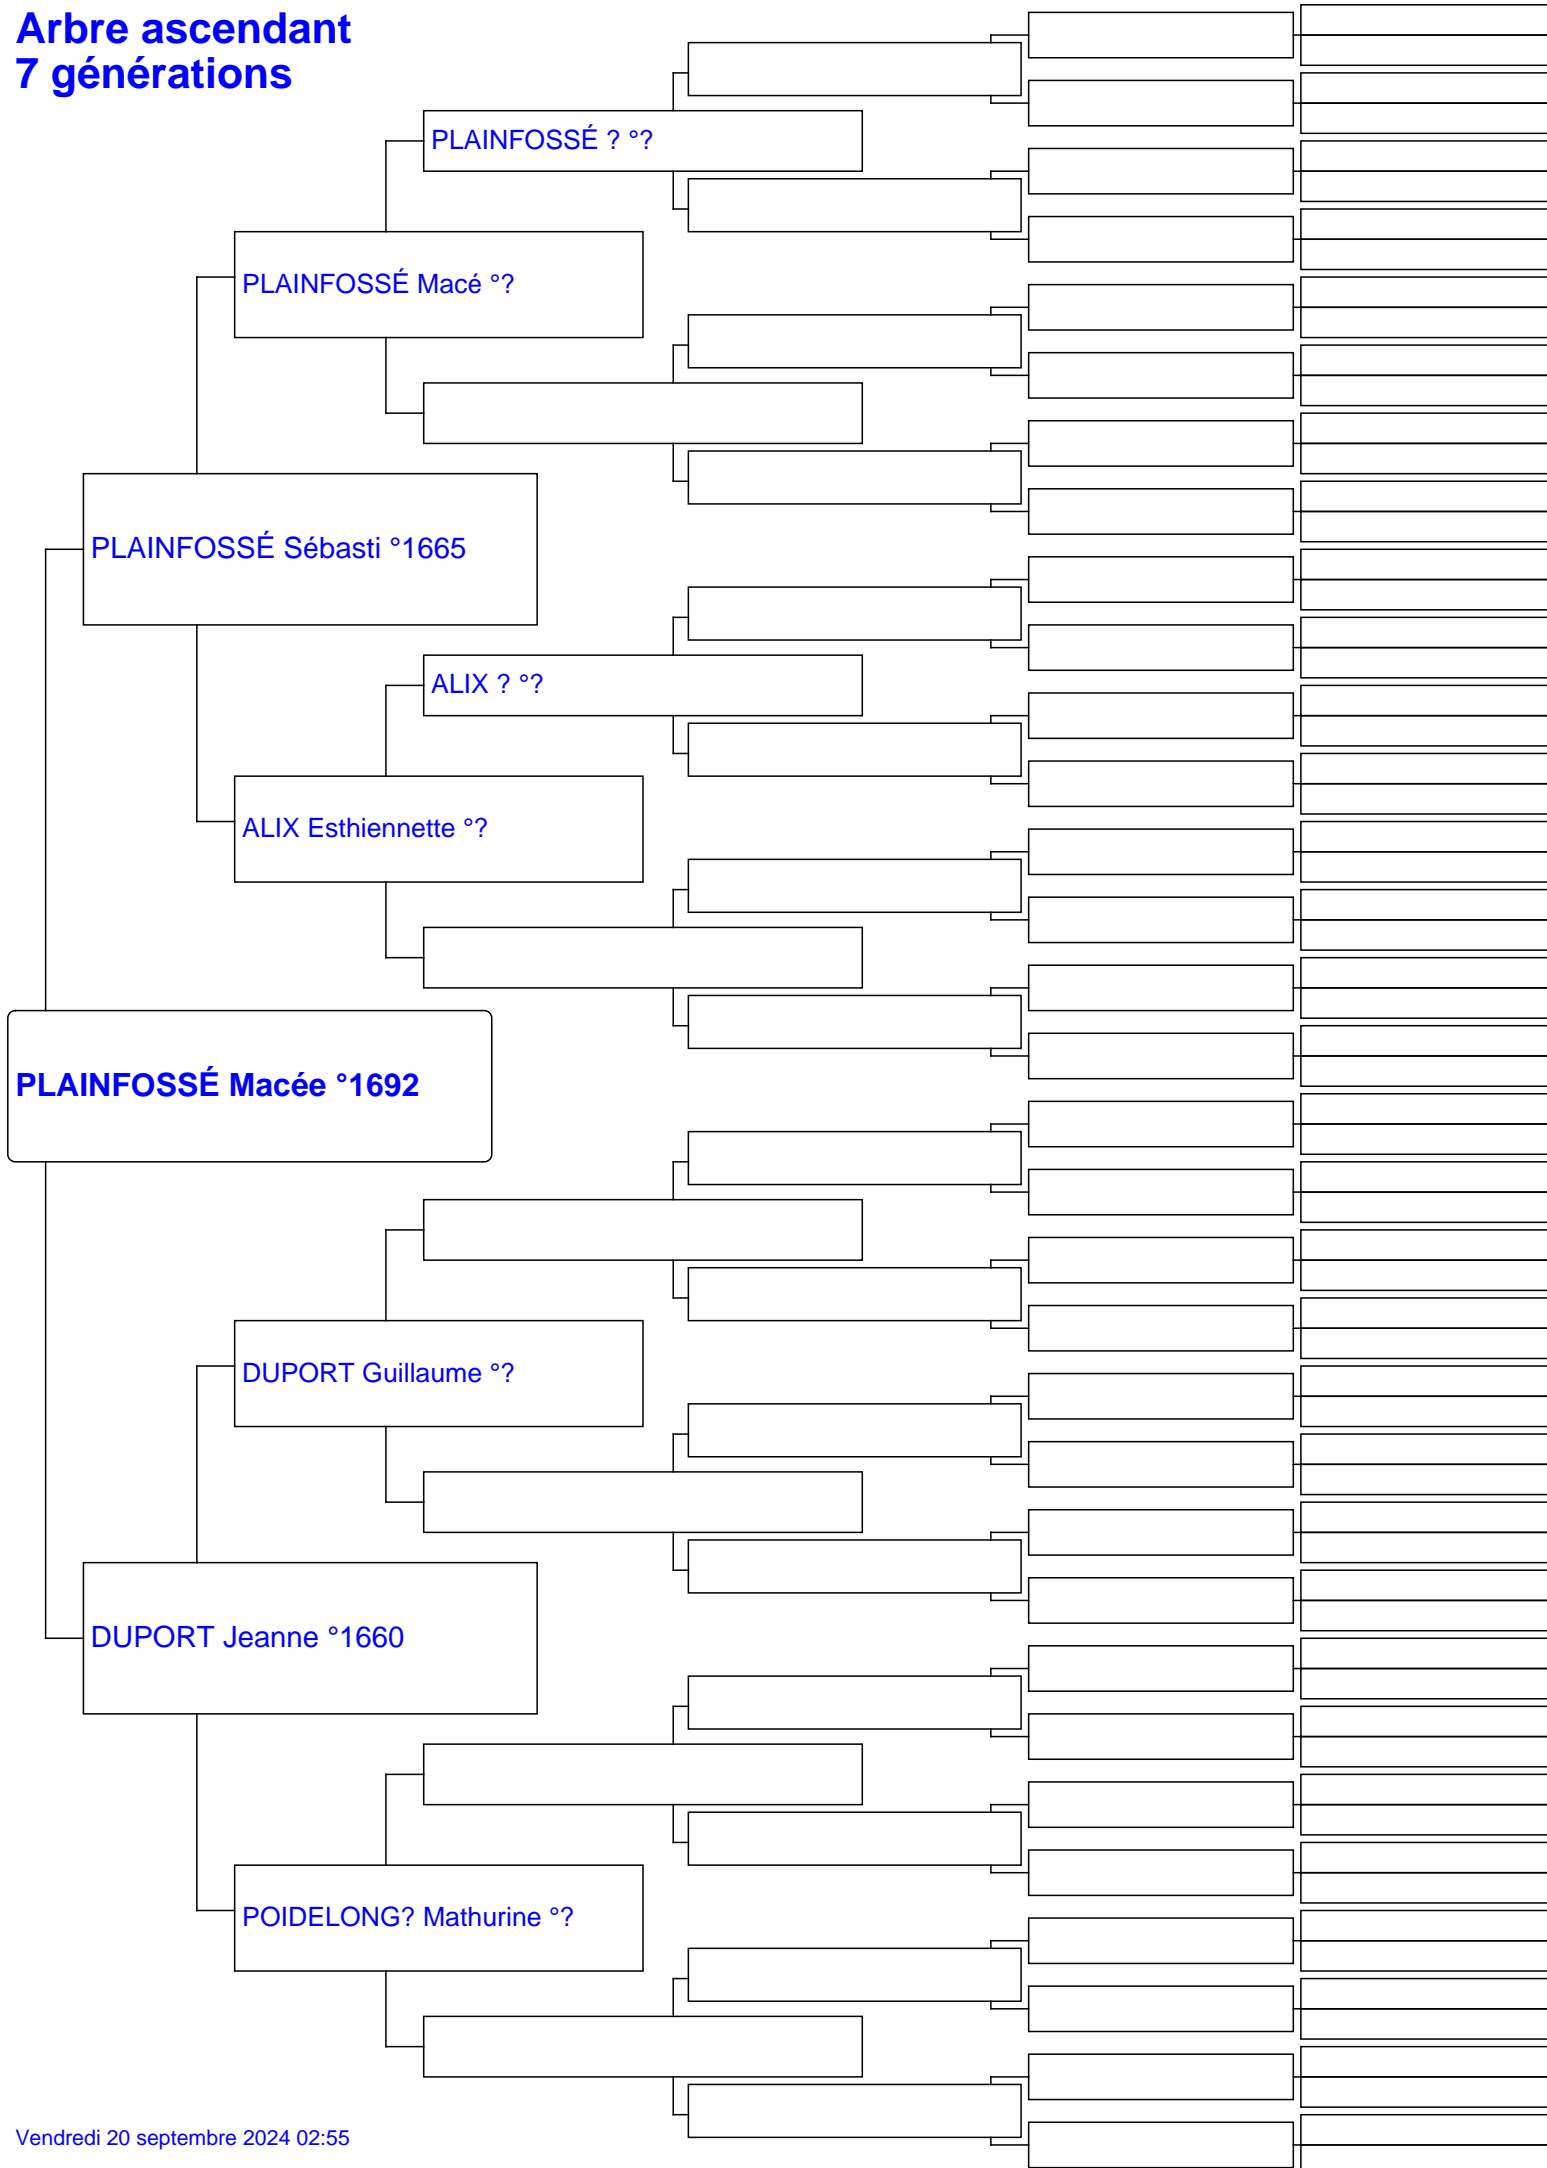 Arbre ascendant
7 générations
PLAINFOSSÉ ? °?
PLAINFOSSÉ Macé °?
PLAINFOSSÉ Sébasti °1665
ALIX ? °?
ALIX Esthiennette °?
PLAINFOSSÉ Macée °1692
DUPORT Guillaume °?
DUPORT Jeanne °1660
POIDELONG? Mathurine °?
Vendredi 20 septembre 2024 02:55